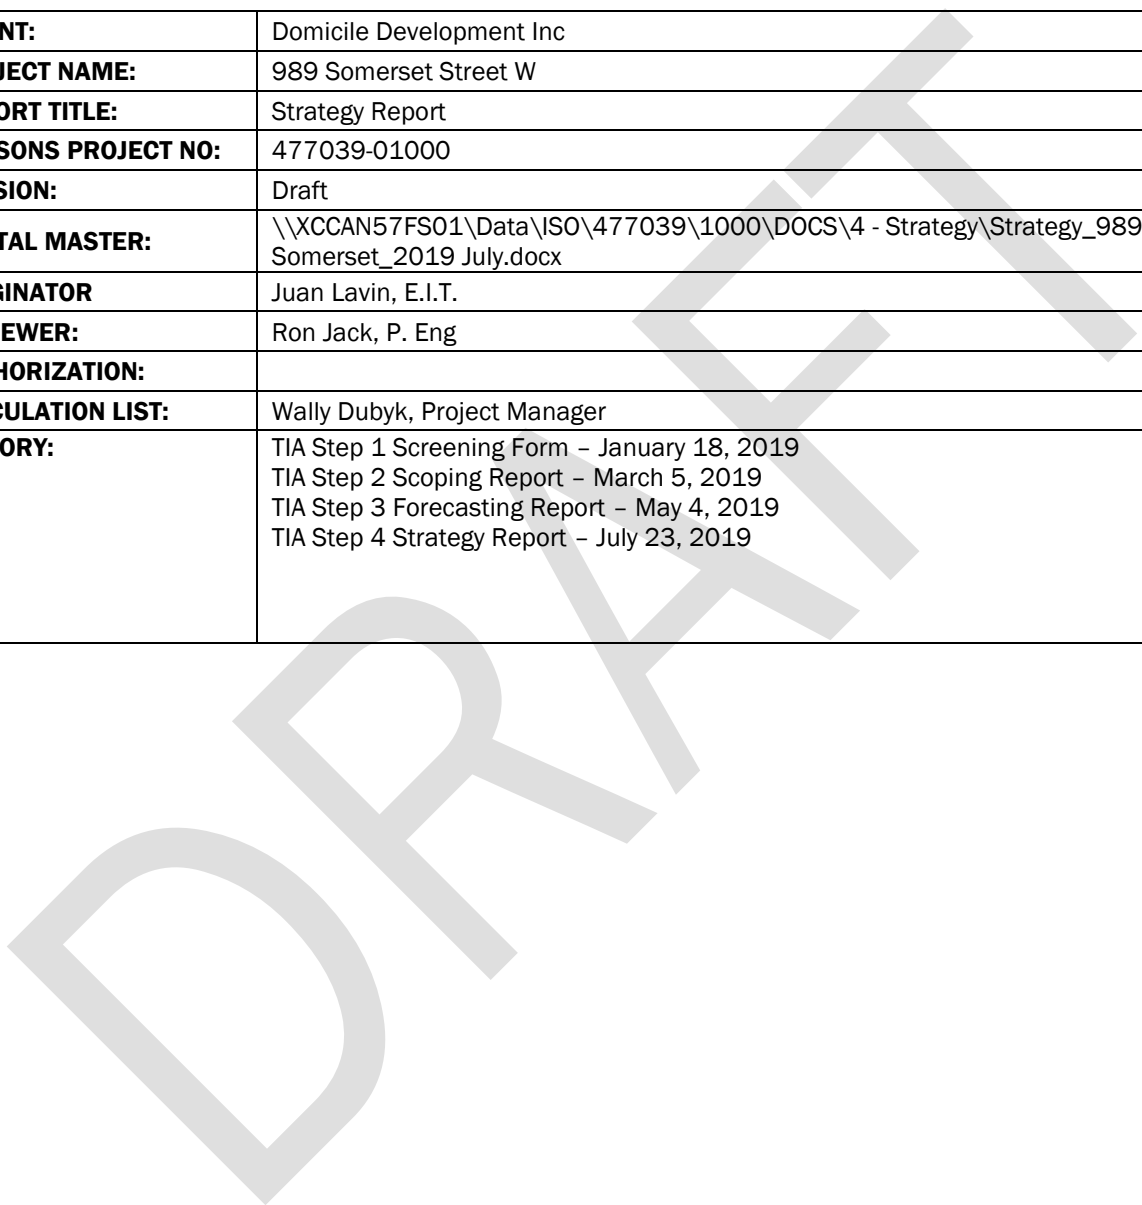 NT: Domicile Development Inc
JECT NAME: 989 Somerset Street W
ORT TITLE: Strategy Report
SONS PROJECT NO: 477039-01000
SION: Draft
TAL MASTER: \\XCCAN57FS01\Data\ISO\477039\1000\DOCS\4 - Strategy\Strategy_989
Somerset_2019 July.docx
GINATOR Juan Lavin, E.I.T.
EWER: Ron Jack, P. Eng
HORIZATION:
CULATION LIST: Wally Dubyk, Project Manager
ORY: TIA Step 1 Screening Form – January 18, 2019
TIA Step 2 Scoping Report – March 5, 2019
TIA Step 3 Forecasting Report – May 4, 2019
TIA Step 4 Strategy Report – July 23, 2019
DRAFT